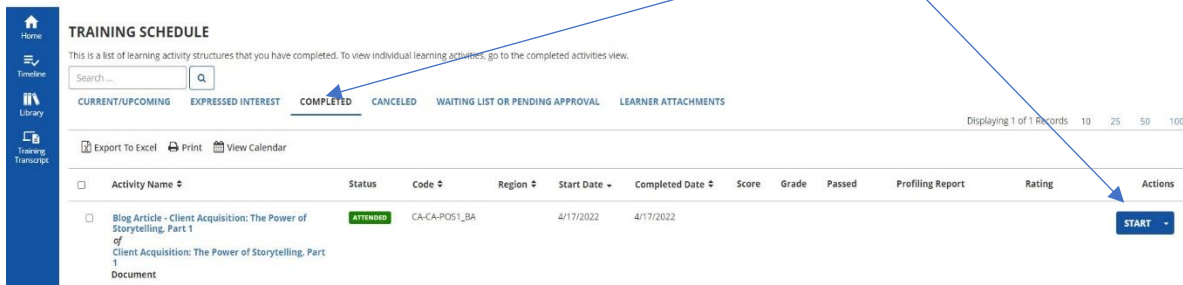 Home
Timeline
Library
Training
Transcript
TRAINING SCHEDULE
This is a list of learning activity structures that you have completed. To view individual learning activities, go to the completed activities view.
Search ...
CURRENT/UPCOMING EXPRESSED INTEREST COMPLETED CANCELED WAITING LIST OR PENDING APPROVAL LEARNER ATTACHMENTS
Displaying 1 of 1 Records 10 25 50 100
Export To Excel Print View Calendar
Activity Name Status Code Region Start Date Completed Date Score Grade Passed Profiling Report Rating Actions
Blog Article - Client Acquisition: The Power of ATTENDED CA-CA-POS1_BA 4/17/2022 4/17/2022 START
Storytelling, Part 1
of
Client Acquisition: The Power of Storytelling, Part
1
Document